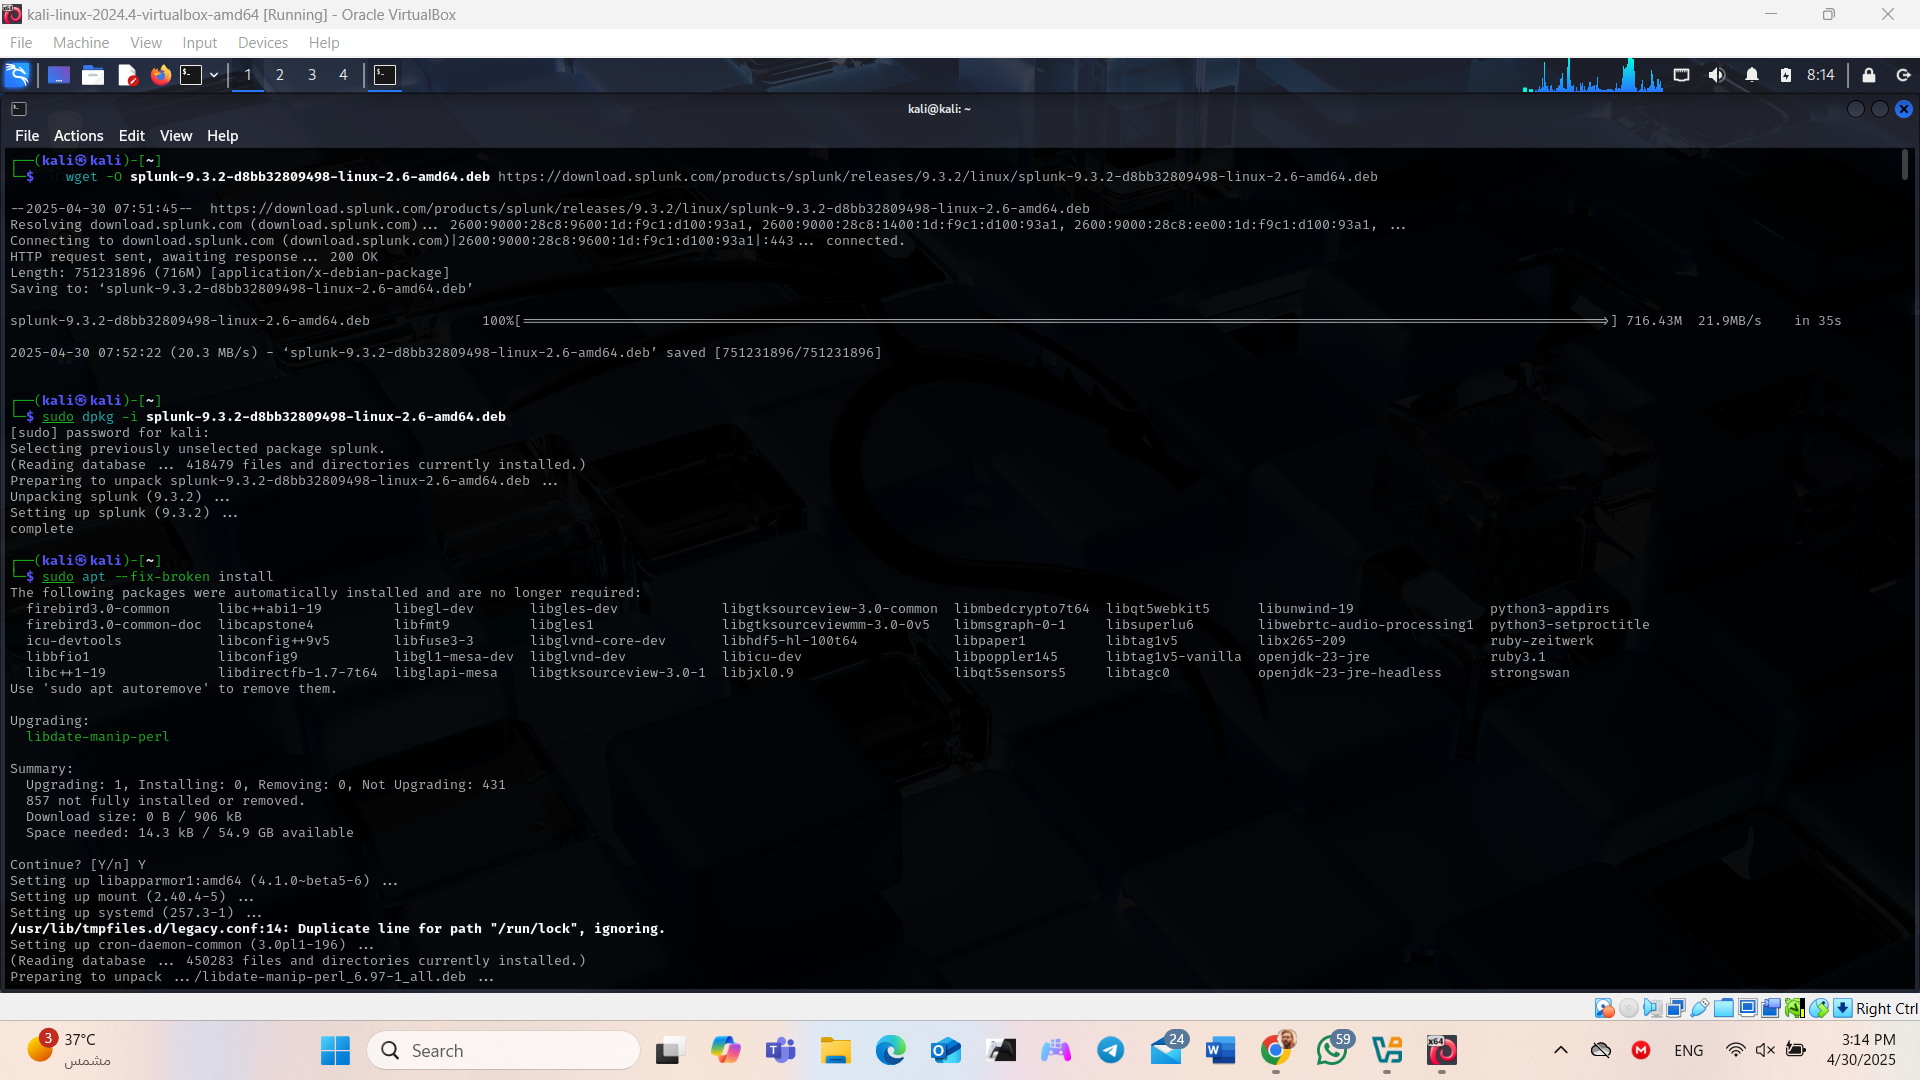 kali-linux-2024.4-virtualbox-amd64 [Running] - Oracle VirtualBox
File Machine View Input Devices Help
1 2 3 4 8:14
kali@kali: ~
File Actions Edit View Help
┌──(kali㉿kali)-[~]
└─$ wget -O splunk-9.3.2-d8bb32809498-linux-2.6-amd64.deb https://download.splunk.com/products/splunk/releases/9.3.2/linux/splunk-9.3.2-d8bb32809498-linux-2.6-amd64.deb
--2025-04-30 07:51:45-- https://download.splunk.com/products/splunk/releases/9.3.2/linux/splunk-9.3.2-d8bb32809498-linux-2.6-amd64.deb
Resolving download.splunk.com (download.splunk.com)... 2600:9000:28c8:9600:1d:f9c1:d100:93a1, 2600:9000:28c8:1400:1d:f9c1:d100:93a1, 2600:9000:28c8:ee00:1d:f9c1:d100:93a1, ...
Connecting to download.splunk.com (download.splunk.com)|2600:9000:28c8:9600:1d:f9c1:d100:93a1|:443... connected.
HTTP request sent, awaiting response... 200 OK
Length: 751231896 (716M) [application/x-debian-package]
Saving to: ‘splunk-9.3.2-d8bb32809498-linux-2.6-amd64.deb’
splunk-9.3.2-d8bb32809498-linux-2.6-amd64.deb 100%[==================================================>] 716.43M 21.9MB/s in 35s
2025-04-30 07:52:22 (20.3 MB/s) - ‘splunk-9.3.2-d8bb32809498-linux-2.6-amd64.deb’ saved [751231896/751231896]
┌──(kali㉿kali)-[~]
└─$ sudo dpkg -i splunk-9.3.2-d8bb32809498-linux-2.6-amd64.deb
[sudo] password for kali:
Selecting previously unselected package splunk.
(Reading database ... 418479 files and directories currently installed.)
Preparing to unpack splunk-9.3.2-d8bb32809498-linux-2.6-amd64.deb ...
Unpacking splunk (9.3.2) ...
Setting up splunk (9.3.2) ...
complete
┌──(kali㉿kali)-[~]
└─$ sudo apt --fix-broken install
The following packages were automatically installed and are no longer required:
firebird3.0-common libc++abi1-19 libegl-dev libgles-dev libgtksourceview-3.0-common libmbedcrypto7t64 libqt5webkit5 libunwind-19 python3-appdirs
firebird3.0-common-doc libcapstone4 libfmt9 libgles1 libgtksourceviewmm-3.0-0v5 libmsgraph-0-1 libsuperlu6 libwebrtc-audio-processing1 python3-setproctitle
icu-devtools libconfig++9v5 libfuse3-3 libglvnd-core-dev libhdf5-hl-100t64 libpaper1 libtag1v5 libx265-209 ruby-zeitwerk
libbfio1 libconfig9 libgl1-mesa-dev libglvnd-dev libicu-dev libpoppler145 libtag1v5-vanilla openjdk-23-jre ruby3.1
libc++1-19 libdirectfb-1.7-7t64 libglapi-mesa libgtksourceview-3.0-1 libjxl0.9 libqt5sensors5 libtagc0 openjdk-23-jre-headless strongswan
Use 'sudo apt autoremove' to remove them.
Upgrading:
libdate-manip-perl
Summary:
Upgrading: 1, Installing: 0, Removing: 0, Not Upgrading: 431
857 not fully installed or removed.
Download size: 0 B / 906 kB
Space needed: 14.3 kB / 54.9 GB available
Continue? [Y/n] Y
Setting up libapparmor1:amd64 (4.1.0~beta5-6) ...
Setting up mount (2.40.4-5) ...
Setting up systemd (257.3-1) ...
/usr/lib/tmpfiles.d/legacy.conf:14: Duplicate line for path "/run/lock", ignoring.
Setting up cron-daemon-common (3.0pl1-196) ...
(Reading database ... 450283 files and directories currently installed.)
Preparing to unpack .../libdate-manip-perl_6.97-1_all.deb ...
Right Ctrl
3 37°C
مشمس
Search
24
59
ENG
3:14 PM
4/30/2025